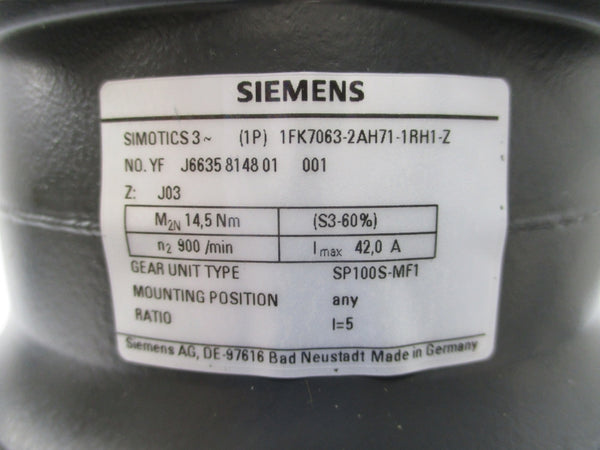 SIEMENS
SIMOTICS 3~ (1P) 1FK7063-2AH71-1RH1-Z
NO. YF J6635 8148 01 001
Z: J03
M2N 14,5 Nm (S3-60%)
n2 900 /min Imax 42,0 A
GEAR UNIT TYPE SP100S-MF1
MOUNTING POSITION any
RATIO I=5
Siemens AG, DE-97616 Bad Neustadt Made in Germany